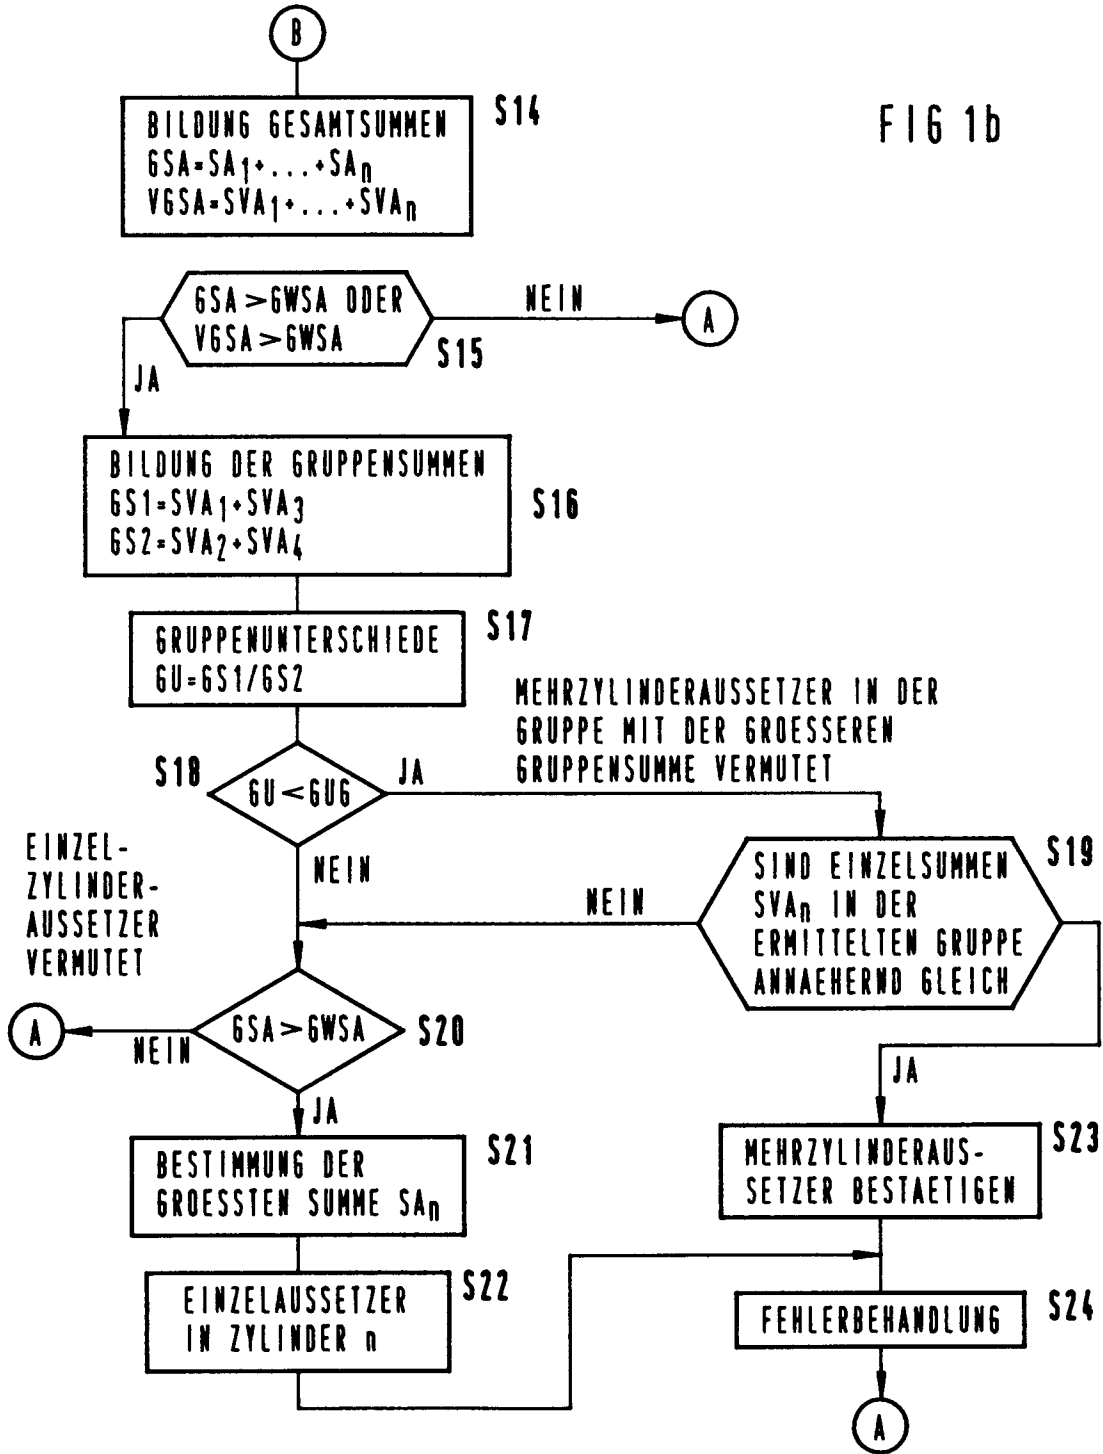 B
S14
FIG 1b
BILDUNG GESAMTSUMMEN
GSA=SA1+...+SAn
VGSA=SVA1+...+SVAn
GSA>GWSA ODER
VGSA>GWSA
NEIN
A
S15
JA
BILDUNG DER GRUPPENSUMMEN
GS1=SVA1+SVA3
GS2=SVA2+SVA4
S16
S17
GRUPPENUNTERSCHIEDE
GU=GS1/GS2
MEHRZYLINDERAUSSETZER IN DER
GRUPPE MIT DER GROESSEREN
GRUPPENSUMME VERMUTET
S18
GU<GUG
JA
NEIN
EINZEL-
ZYLINDER-
AUSSETZER
VERMUTET
S19
SIND EINZELSUMMEN
SVAn IN DER
ERMITTELTEN GRUPPE
ANNAEHERND GLEICH
NEIN
A
NEIN
GSA>GWSA
S20
JA
JA
S21
BESTIMMUNG DER
GROESSTEN SUMME SAn
S23
MEHRZYLINDERAUS-
SETZER BESTAETIGEN
S22
EINZELAUSSETZER
IN ZYLINDER n
S24
FEHLERBEHANDLUNG
A